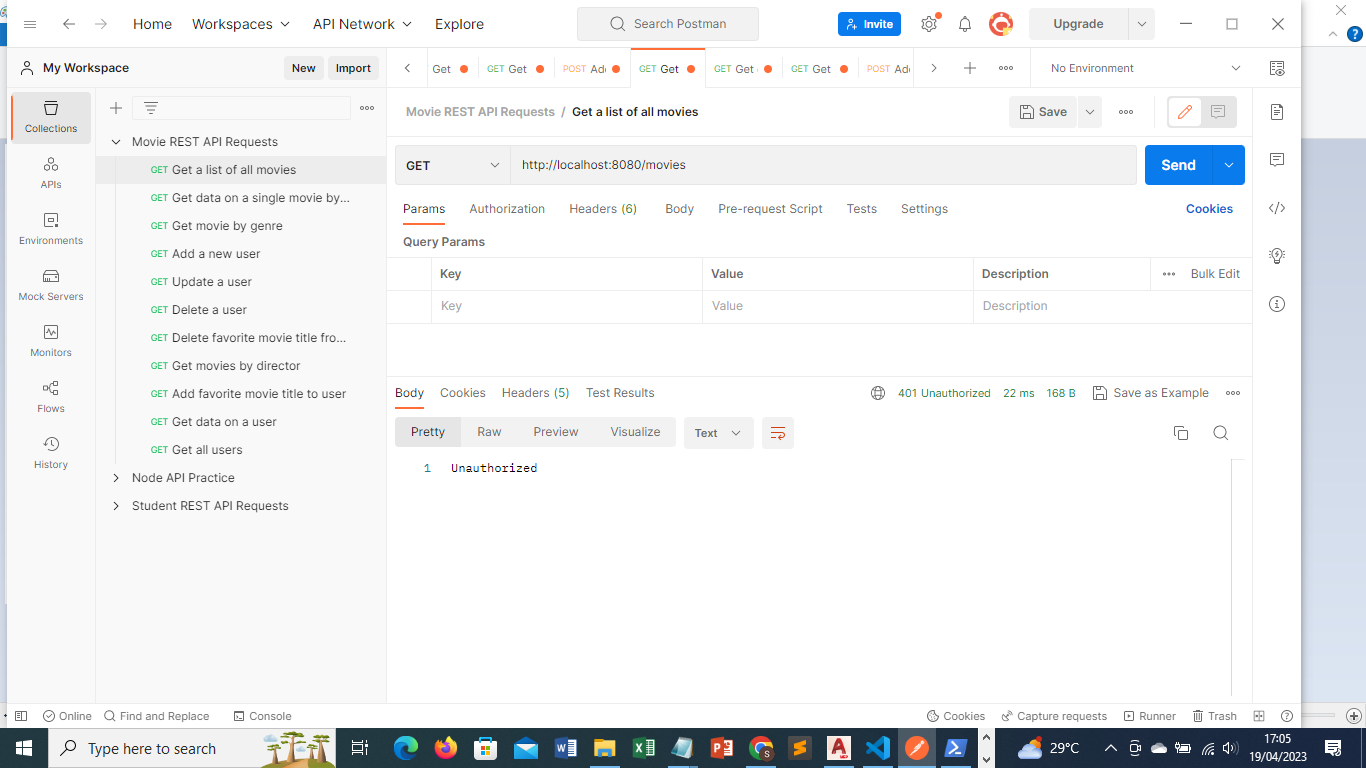 Home Workspaces API Network Explore Search Postman Invite Upgrade
My Workspace New Import
Get GET Get POST Add GET Get GET Get GET Get POST Add No Environment
Collections
APIs
Environments
Mock Servers
Monitors
Flows
History
Movie REST API Requests
GET Get a list of all movies
GET Get data on a single movie by...
GET Get movie by genre
GET Add a new user
GET Update a user
GET Delete a user
GET Delete favorite movie title fro...
GET Get movies by director
GET Add favorite movie title to user
GET Get data on a user
GET Get all users
Node API Practice
Student REST API Requests
Movie REST API Requests / Get a list of all movies Save
GET http://localhost:8080/movies Send
Params Authorization Headers (6) Body Pre-request Script Tests Settings Cookies
Query Params
Key Value Description Bulk Edit
Key Value Description
Body Cookies Headers (5) Test Results 401 Unauthorized 22 ms 168 B Save as Example
Pretty Raw Preview Visualize Text
1 Unauthorized
Online Find and Replace Console Cookies Capture requests Runner Trash
Type here to search 29°C 17:05
19/04/2023